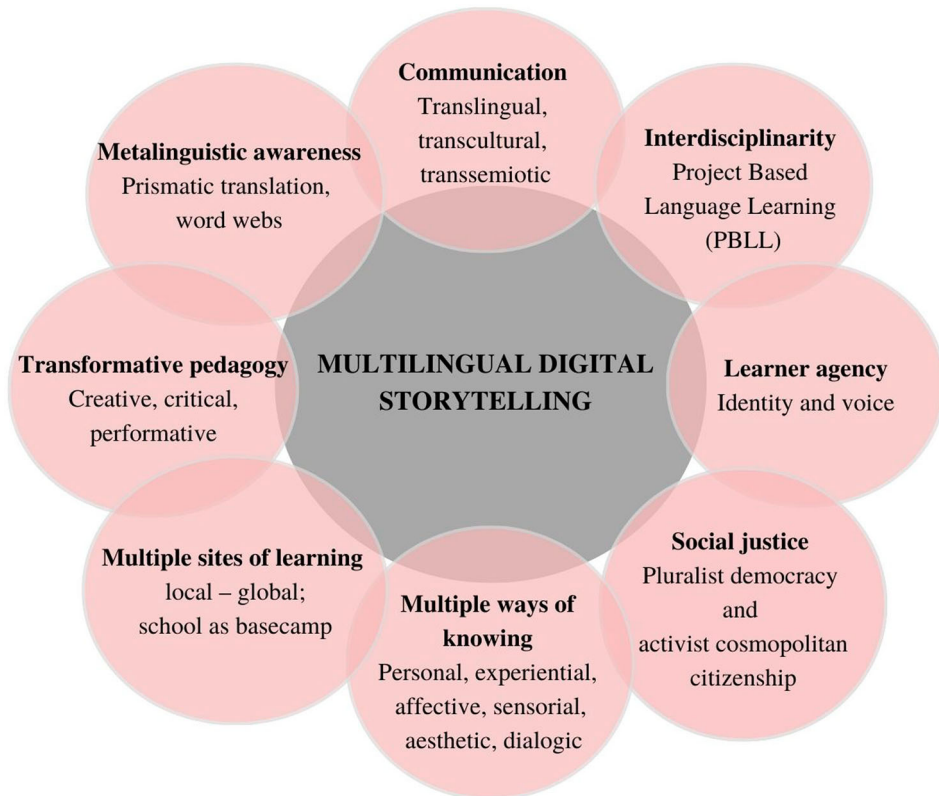 Communication
Translingual,
transcultural,
transsemiotic
Interdisciplinarity
Project Based
Language Learning
(PBLL)
Learner agency
Identity and voice
Social justice
Pluralist democracy
and
activist cosmopolitan
citizenship
Multiple ways of
knowing
Personal, experiential,
affective, sensorial,
aesthetic, dialogic
Multiple sites of learning
local – global;
school as basecamp
Transformative pedagogy
Creative, critical,
performative
Metalinguistic awareness
Prismatic translation,
word webs
MULTILINGUAL DIGITAL
STORYTELLING